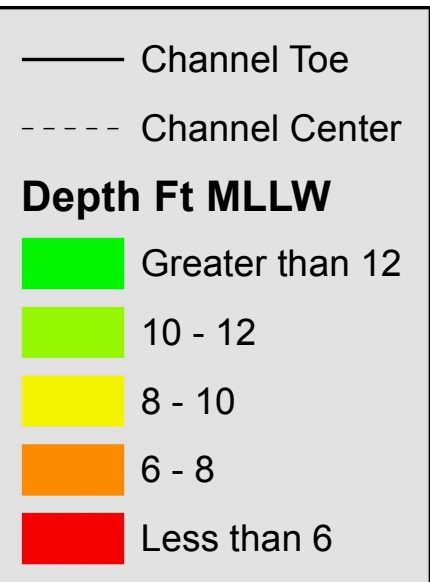 Channel Toe
Channel Center
Depth Ft MLLW
Greater than 12
10 - 12
8 - 10
6 - 8
Less than 6